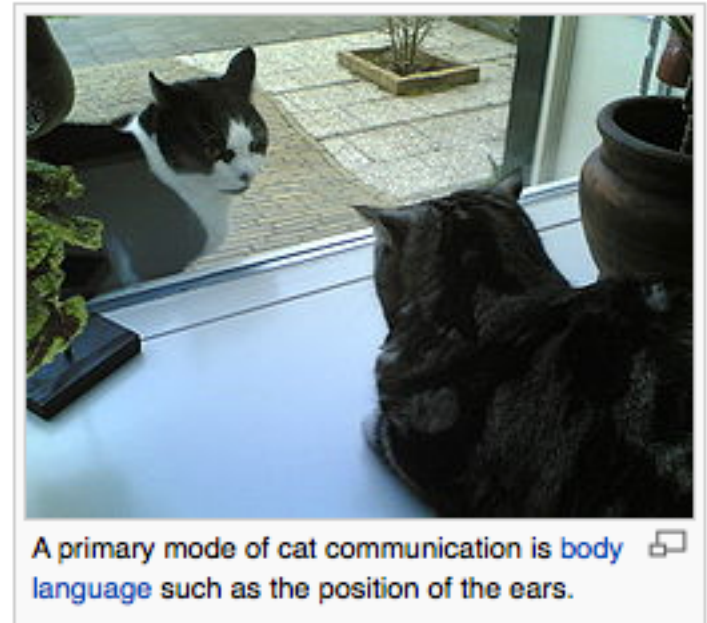 A primary mode of cat communication is body
language such as the position of the ears.